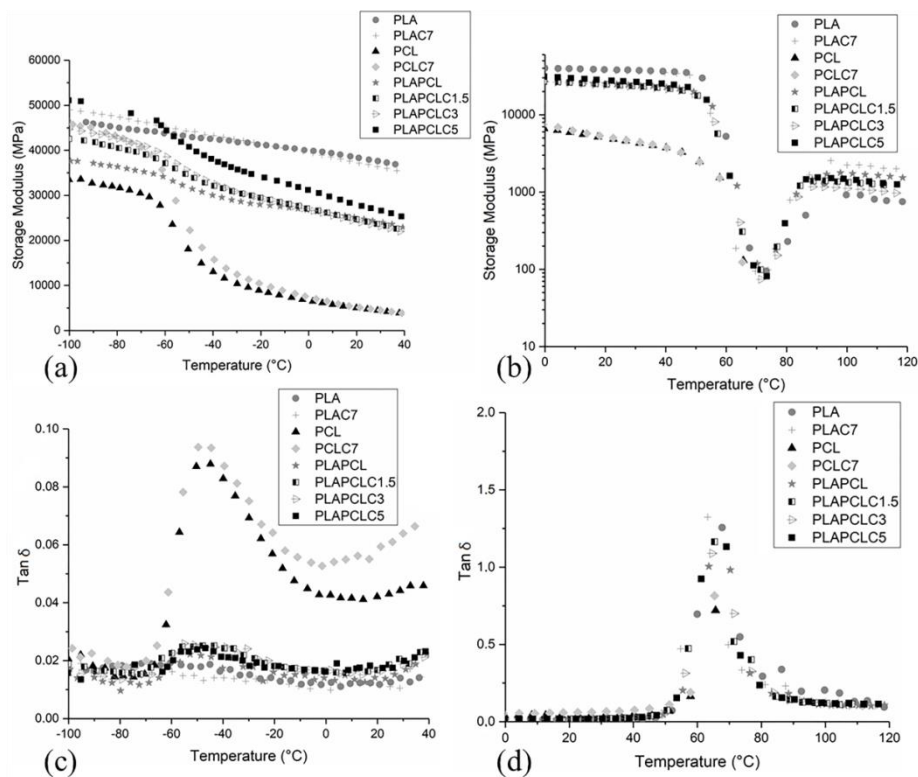 PLA
PLAC7
PCL
PCLC7
PLAPCL
PLAPCLC1.5
PLAPCLC3
PLAPCLC5
60000
50000
40000
30000
20000
10000
0
Storage Modulus (MPa)
-100 -80 -60 -40 -20 0 20 40
Temperature (°C)
(a)
PLA
PLAC7
PCL
PCLC7
PLAPCL
PLAPCLC1.5
PLAPCLC3
PLAPCLC5
10000
1000
100
10
Storage Modulus (MPa)
0 20 40 60 80 100 120
Temperature (°C)
(b)
PLA
PLAC7
PCL
PCLC7
PLAPCL
PLAPCLC1.5
PLAPCLC3
PLAPCLC5
0.10
0.08
0.06
0.04
0.02
0.00
Tan δ
-100 -80 -60 -40 -20 0 20 40
Temperature (°C)
(c)
PLA
PLAC7
PCL
PCLC7
PLAPCL
PLAPCLC1.5
PLAPCLC3
PLAPCLC5
2.0
1.5
1.0
0.5
0.0
Tan δ
0 20 40 60 80 100 120
Temperature (°C)
(d)